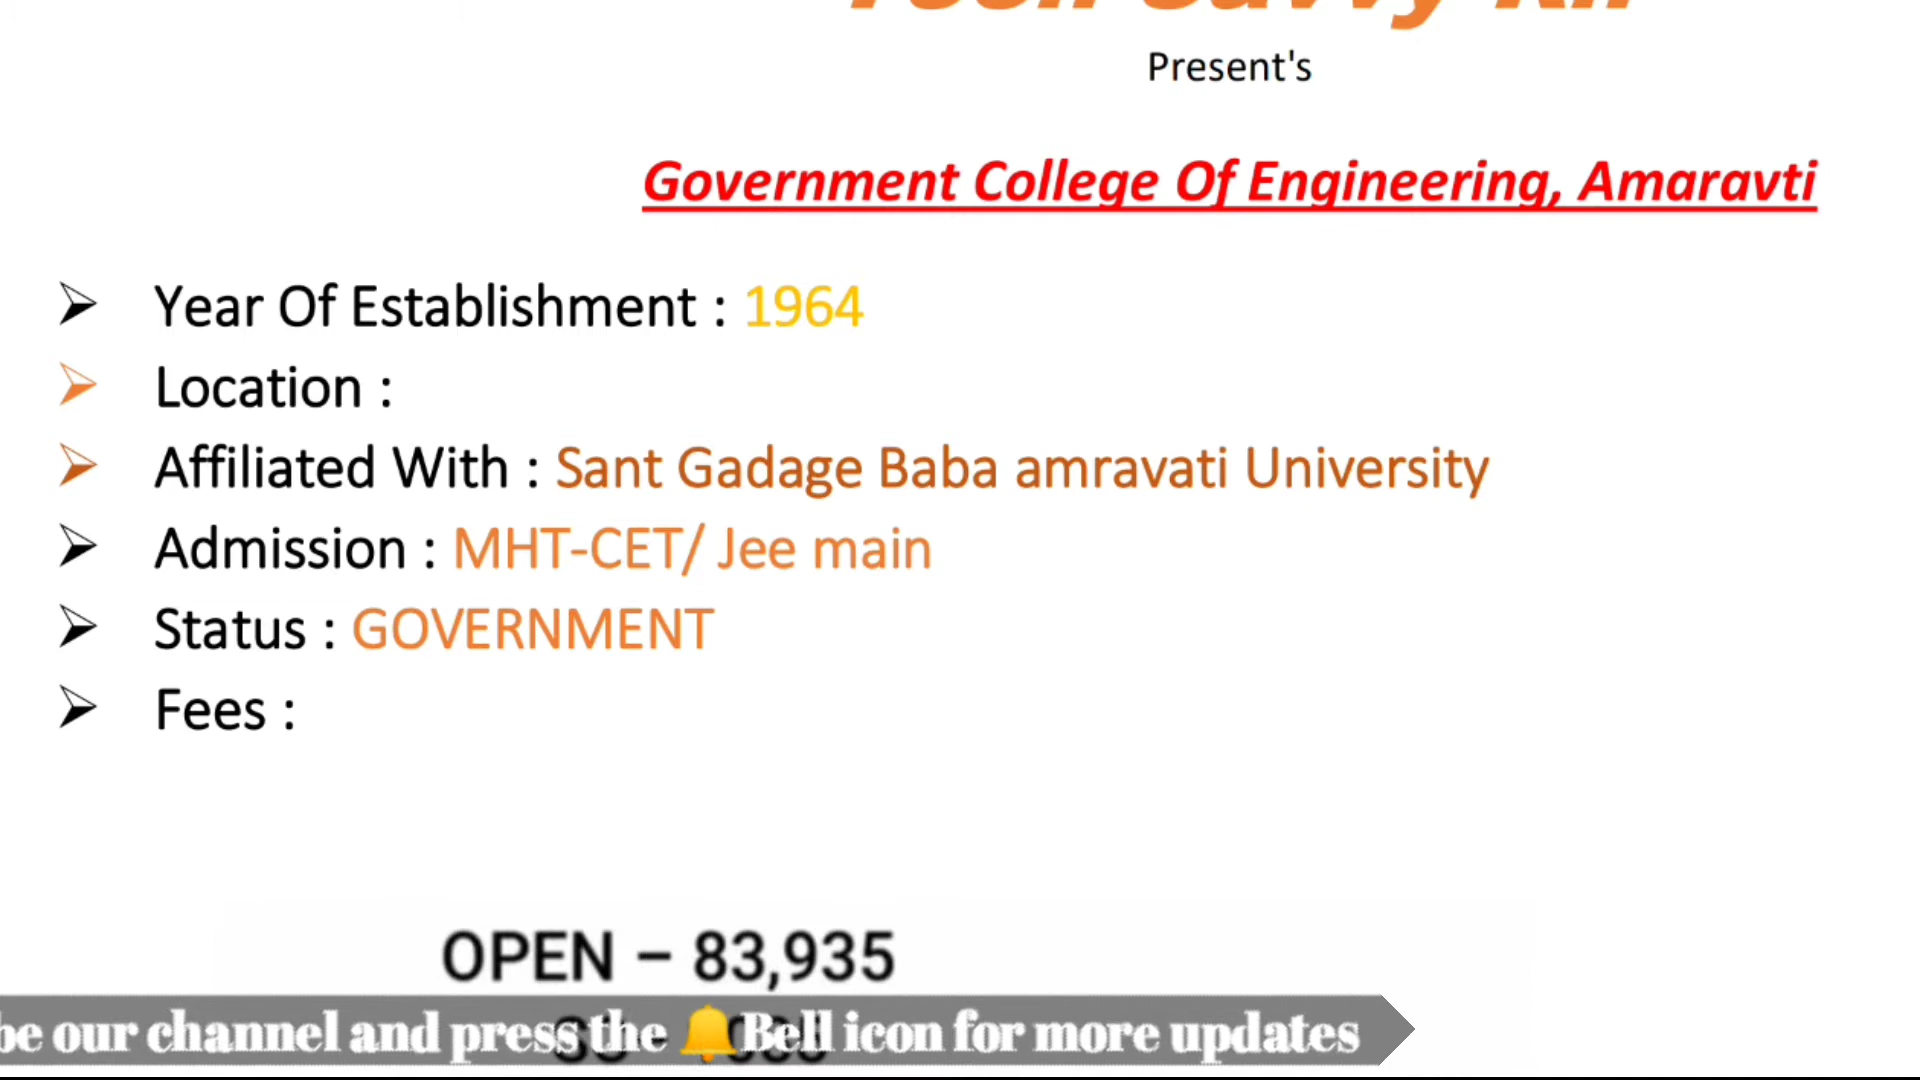 Tech Savvy
Present's
Government College Of Engineering, Amaravti
➤ Year Of Establishment : 1964
➤ Location :
➤ Affiliated With : Sant Gadage Baba amravati University
➤ Admission : MHT-CET/ Jee main
➤ Status : GOVERNMENT
➤ Fees :
OPEN – 83,935
be our channel and press the 🔔Bell icon for more updates